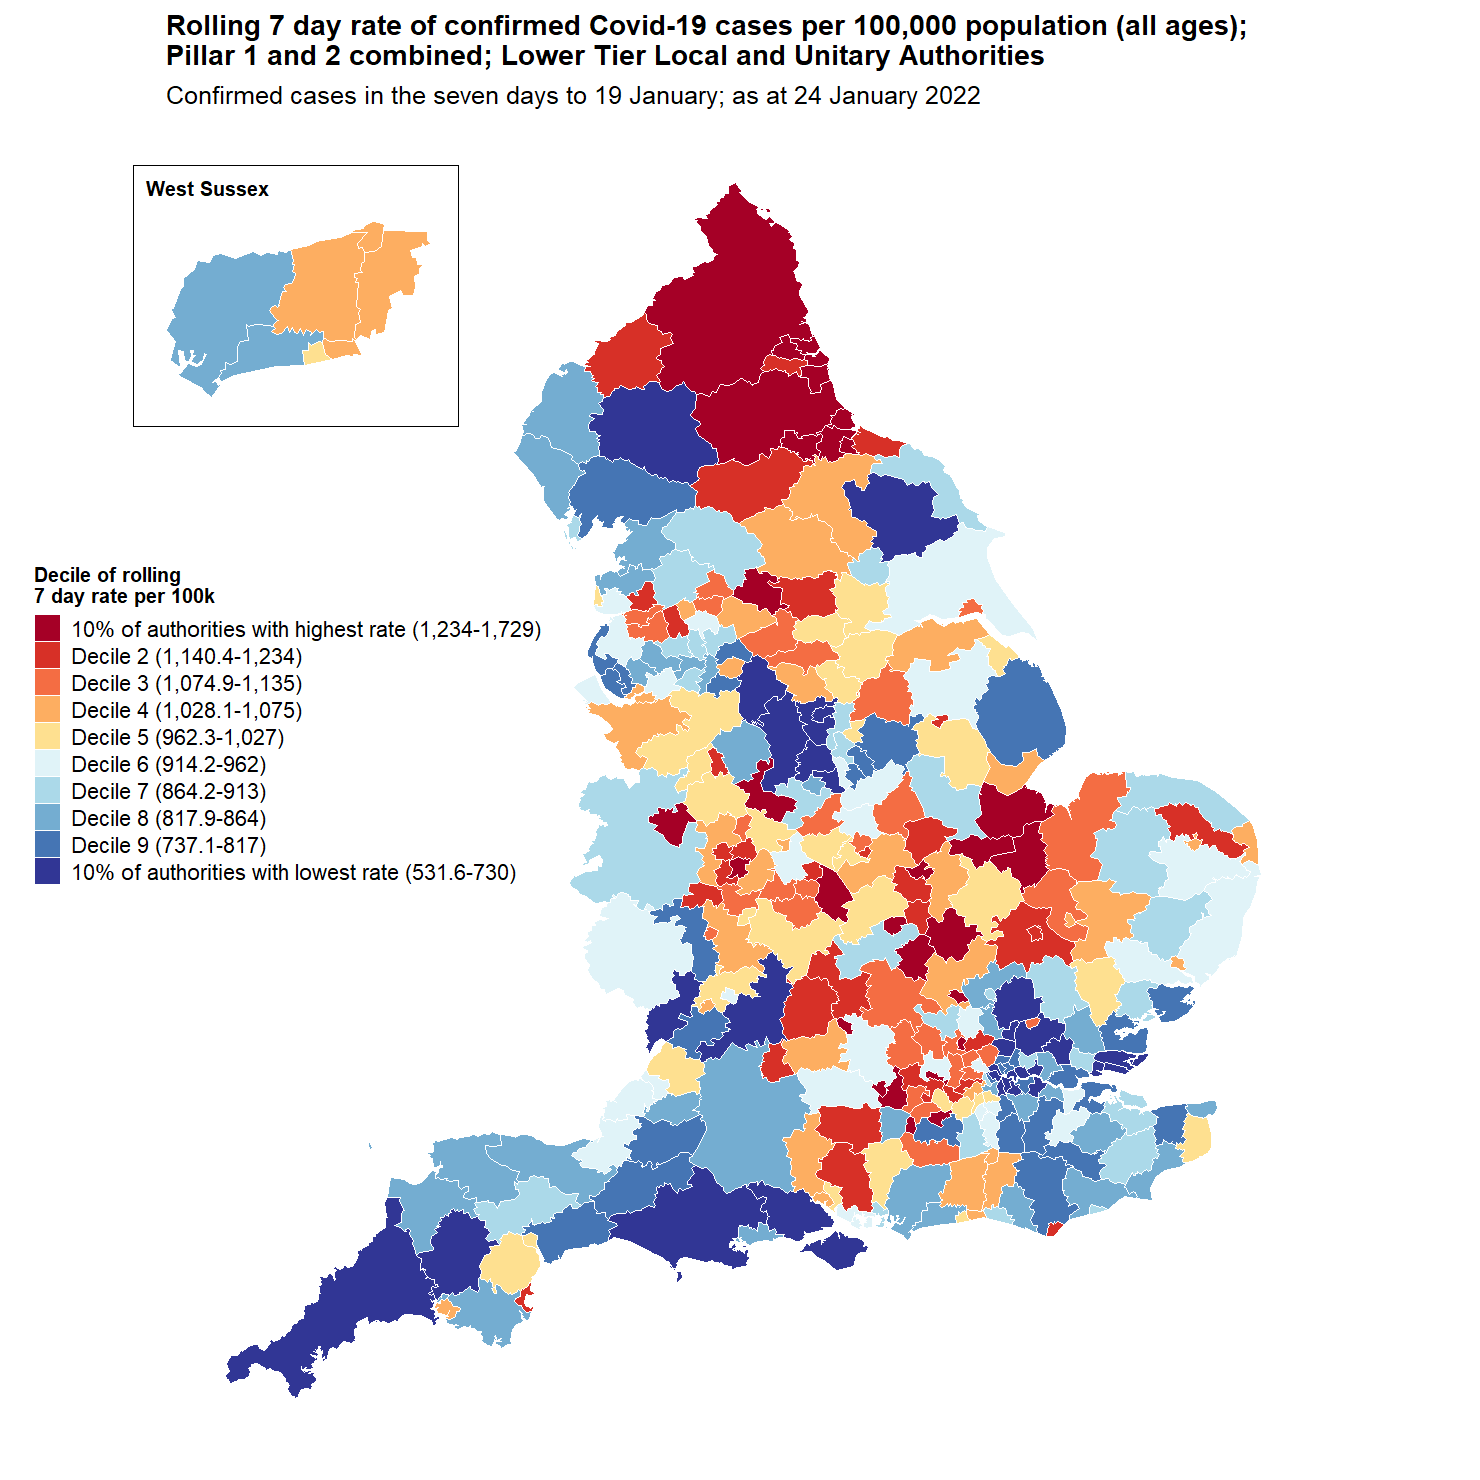 Rolling 7 day rate of confirmed Covid-19 cases per 100,000 population (all ages);
Pillar 1 and 2 combined; Lower Tier Local and Unitary Authorities
Confirmed cases in the seven days to 19 January; as at 24 January 2022
West Sussex
Decile of rolling
7 day rate per 100k
10% of authorities with highest rate (1,234-1,729)
Decile 2 (1,140.4-1,234)
Decile 3 (1,074.9-1,135)
Decile 4 (1,028.1-1,075)
Decile 5 (962.3-1,027)
Decile 6 (914.2-962)
Decile 7 (864.2-913)
Decile 8 (817.9-864)
Decile 9 (737.1-817)
10% of authorities with lowest rate (531.6-730)